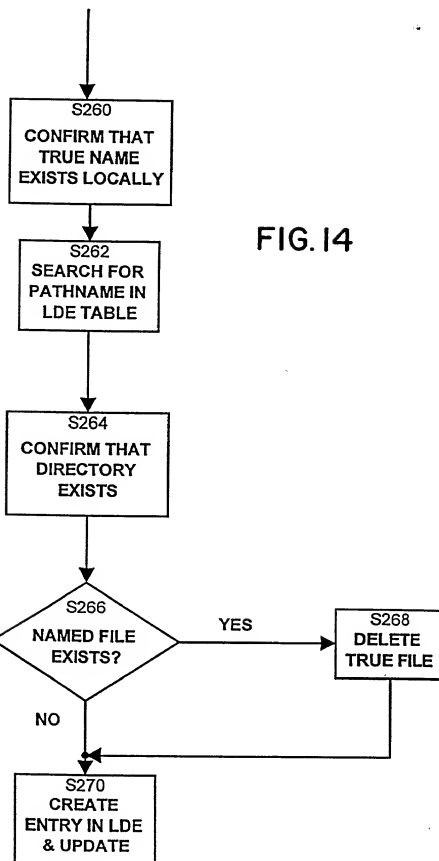 S260
CONFIRM THAT
TRUE NAME
EXISTS LOCALLY
FIG. 14
S262
SEARCH FOR
PATHNAME IN
LDE TABLE
S264
CONFIRM THAT
DIRECTORY
EXISTS
S266
NAMED FILE
EXISTS?
YES
S268
DELETE
TRUE FILE
NO
S270
CREATE
ENTRY IN LDE
& UPDATE